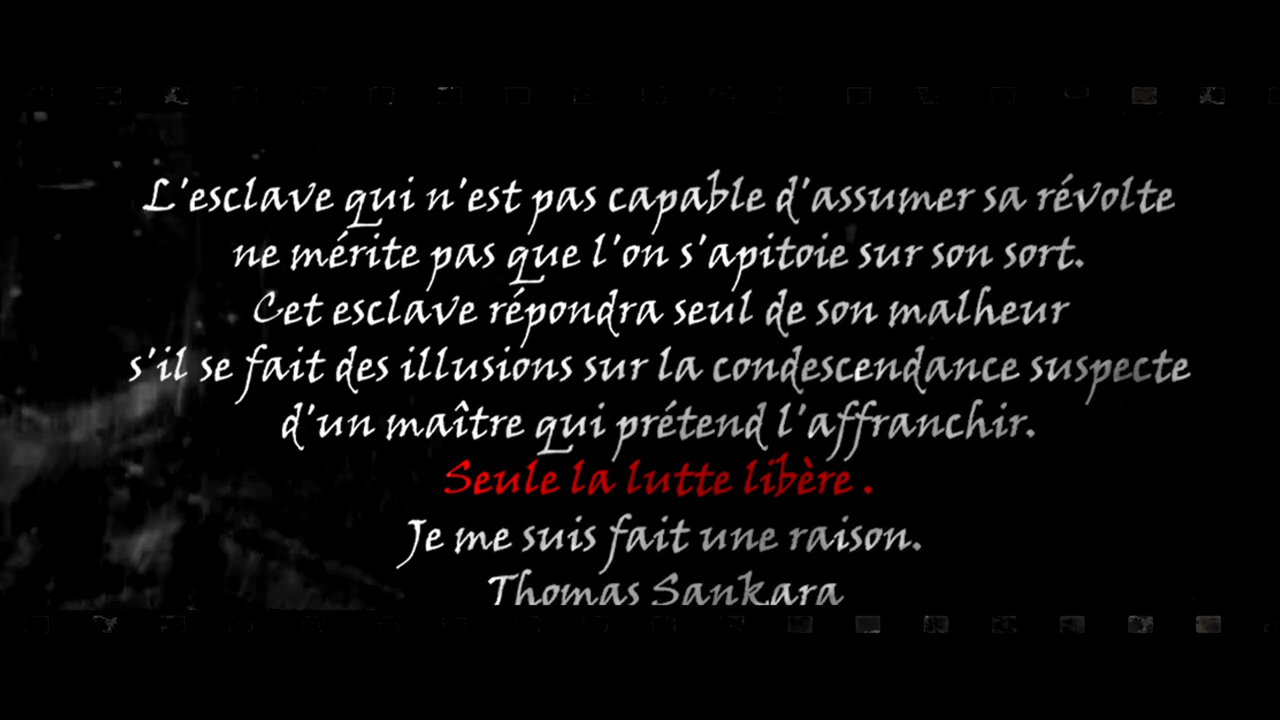 L'esclave qui n'est pas capable d'assumer sa révolte
ne mérite pas que l'on s'apitoie sur son sort.
Cet esclave répondra seul de son malheur
s'il se fait des illusions sur la condescendance suspecte
d'un maître qui prétend l'affranchir.
Seule la lutte libère .
Je me suis fait une raison.
Thomas Sankara